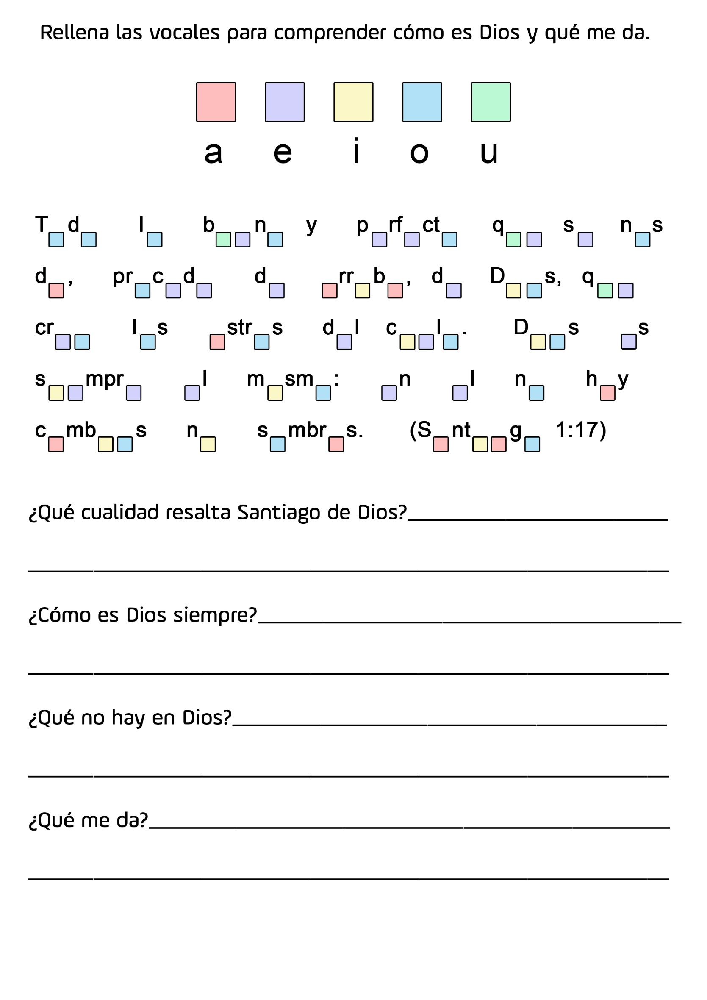 Rellena las vocales para comprender cómo es Dios y qué me da.
a e i o u
T_d_ l_ b__n_ y p_rf_ct_ q__ s_ n_s
d_, pr_c_d_ d_ _rr_b_, d_ D__s, q__
cr__ l_s _str_s d_l c__l_. D__s _s
s__mpr_ _l m_sm_: _n _l n_ h_y
c_mb__s n_ s_mbr_s. (S_nt__g_ 1:17)
¿Qué cualidad resalta Santiago de Dios?
¿Cómo es Dios siempre?
¿Qué no hay en Dios?
¿Qué me da?